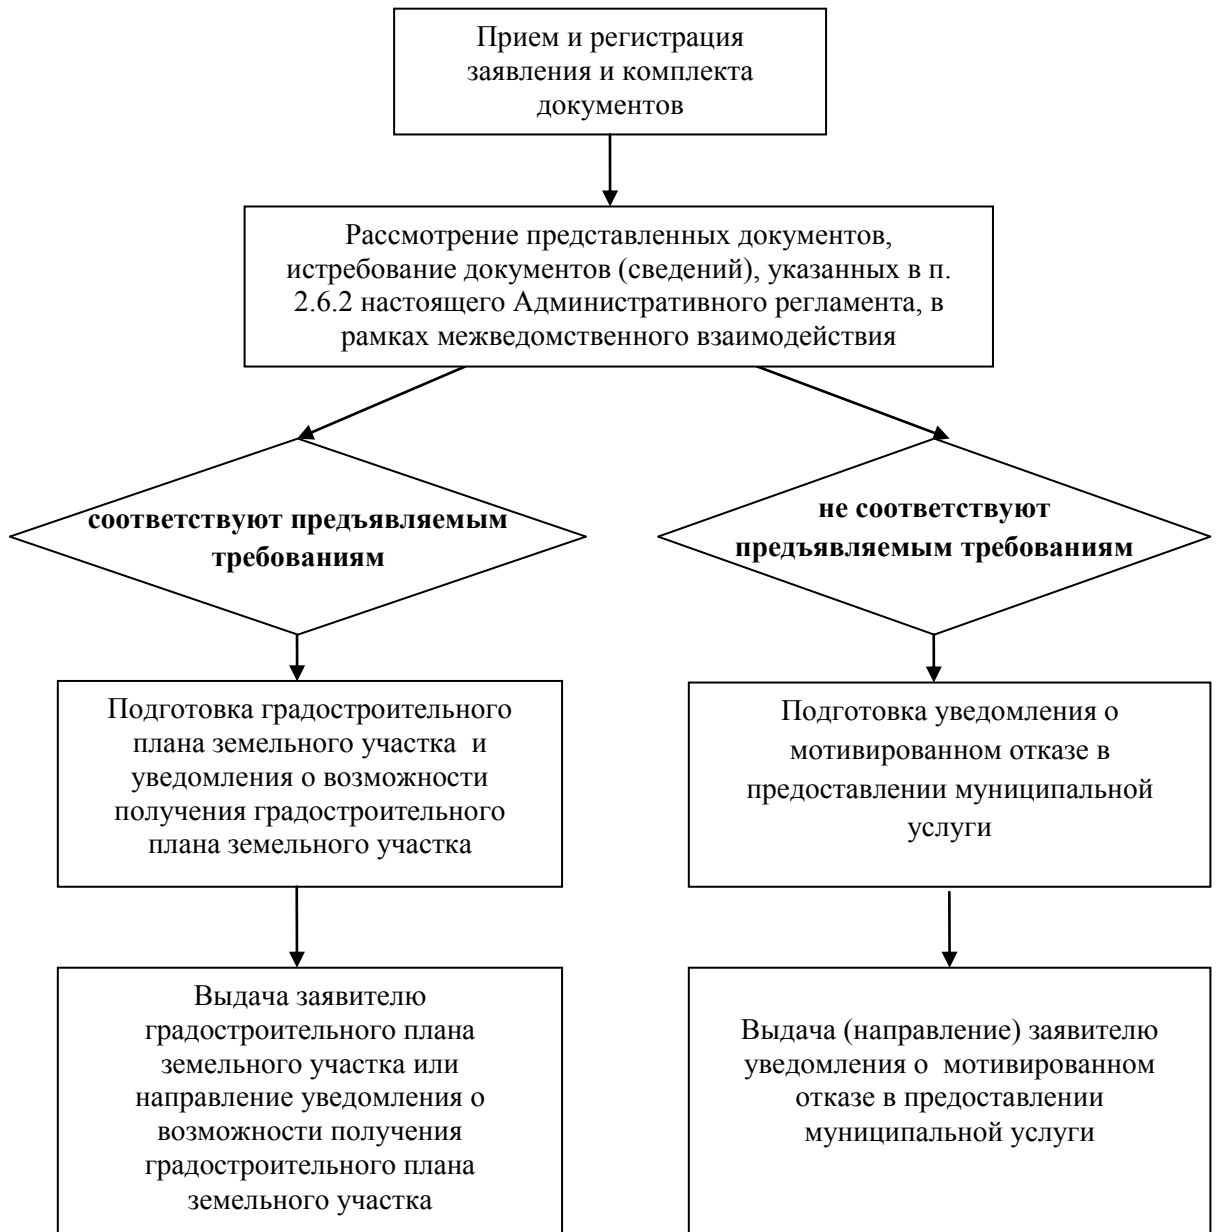 Прием и регистрация
заявления и комплекта
документов
Рассмотрение представленных документов,
истребование документов (сведений), указанных в п.
2.6.2 настоящего Административного регламента, в
рамках межведомственного взаимодействия
соответствуют предъявляемым
требованиям
не соответствуют
предъявляемым требованиям
Подготовка градостроительного
плана земельного участка и
уведомления о возможности
получения градостроительного
плана земельного участка
Подготовка уведомления о
мотивированном отказе в
предоставлении муниципальной
услуги
Выдача заявителю
градостроительного плана
земельного участка или
направление уведомления о
возможности получения
градостроительного плана
земельного участка
Выдача (направление) заявителю
уведомления о мотивированном
отказе в предоставлении
муниципальной услуги